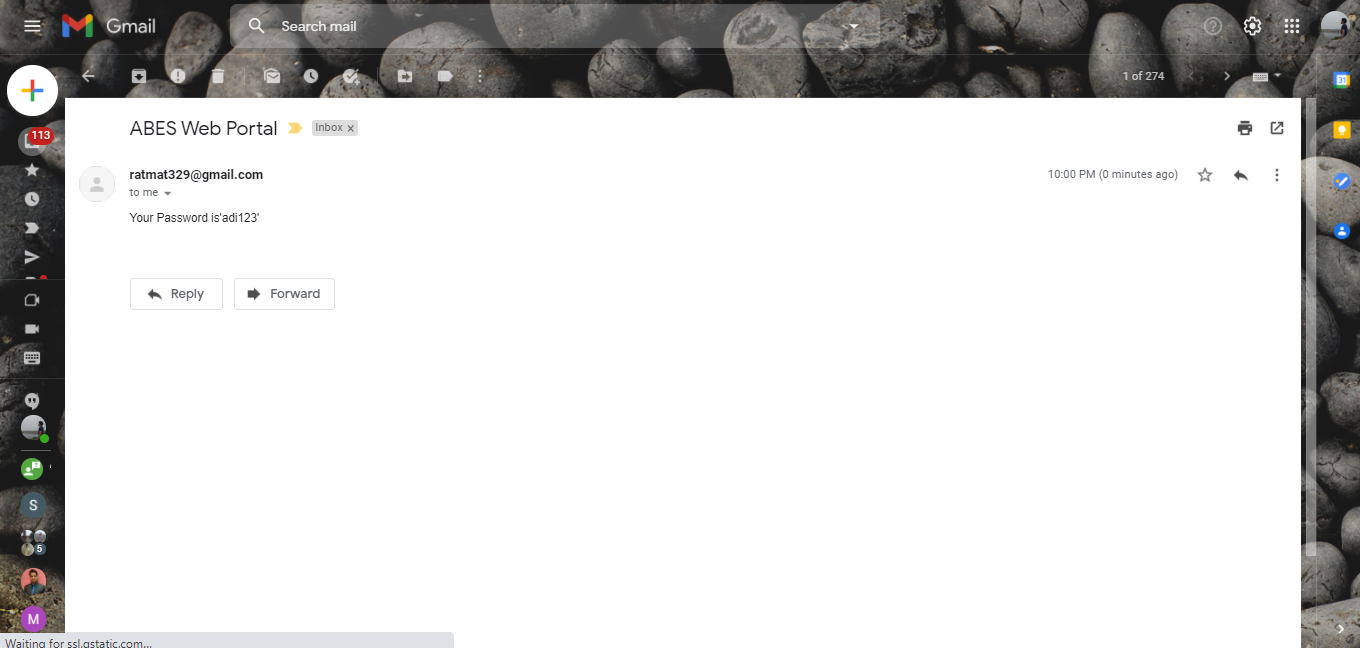 Gmail
Search mail
1 of 274
31
113
ABES Web Portal
Inbox x
ratmat329@gmail.com
10:00 PM (0 minutes ago)
to me
Your Password is'adi123'
Reply
Forward
S
5
M
Waiting for ssl.gstatic.com...